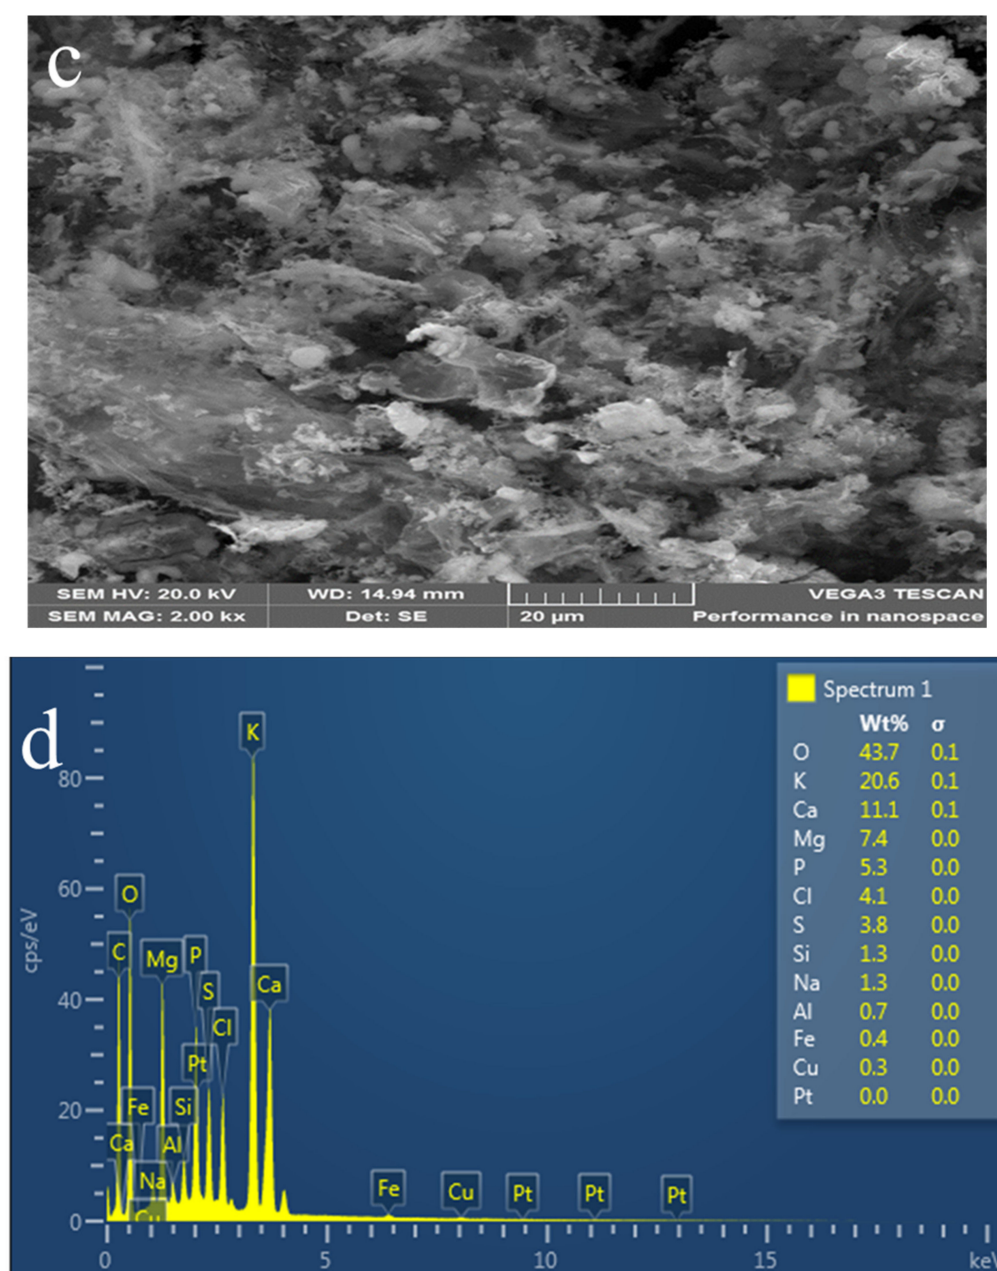 c
SEM HV: 20.0 kV
WD: 14.94 mm
VEGA3 TESCAN
SEM MAG: 2.00 kx
Det: SE
20 µm
Performance in nanospace
d
Spectrum 1
Wt% σ
O 43.7 0.1
K 20.6 0.1
Ca 11.1 0.1
Mg 7.4 0.0
P 5.3 0.0
Cl 4.1 0.0
S 3.8 0.0
Si 1.3 0.0
Na 1.3 0.0
Al 0.7 0.0
Fe 0.4 0.0
Cu 0.3 0.0
Pt 0.0 0.0
cps/eV
80
60
40
20
0
K
O
C
Mg
P
S
Ca
Cl
Pt
Fe
Si
Ca
Al
Na
Cu
Fe
Cu
Pt
Pt
Pt
0 5 10 15 keV